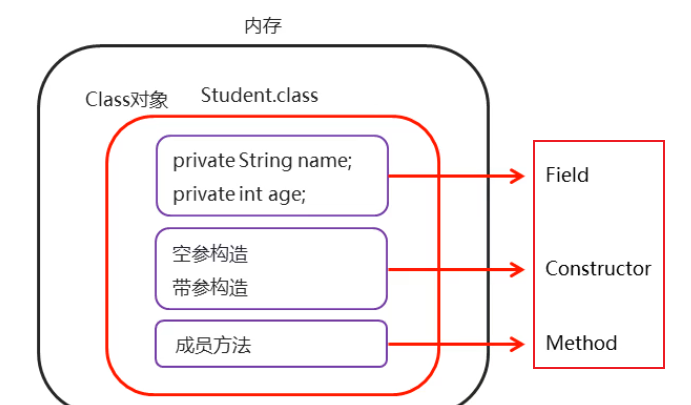 内存
Class对象 Student.class
private String name;
private int age;
Field
空参构造
带参构造
Constructor
成员方法
Method